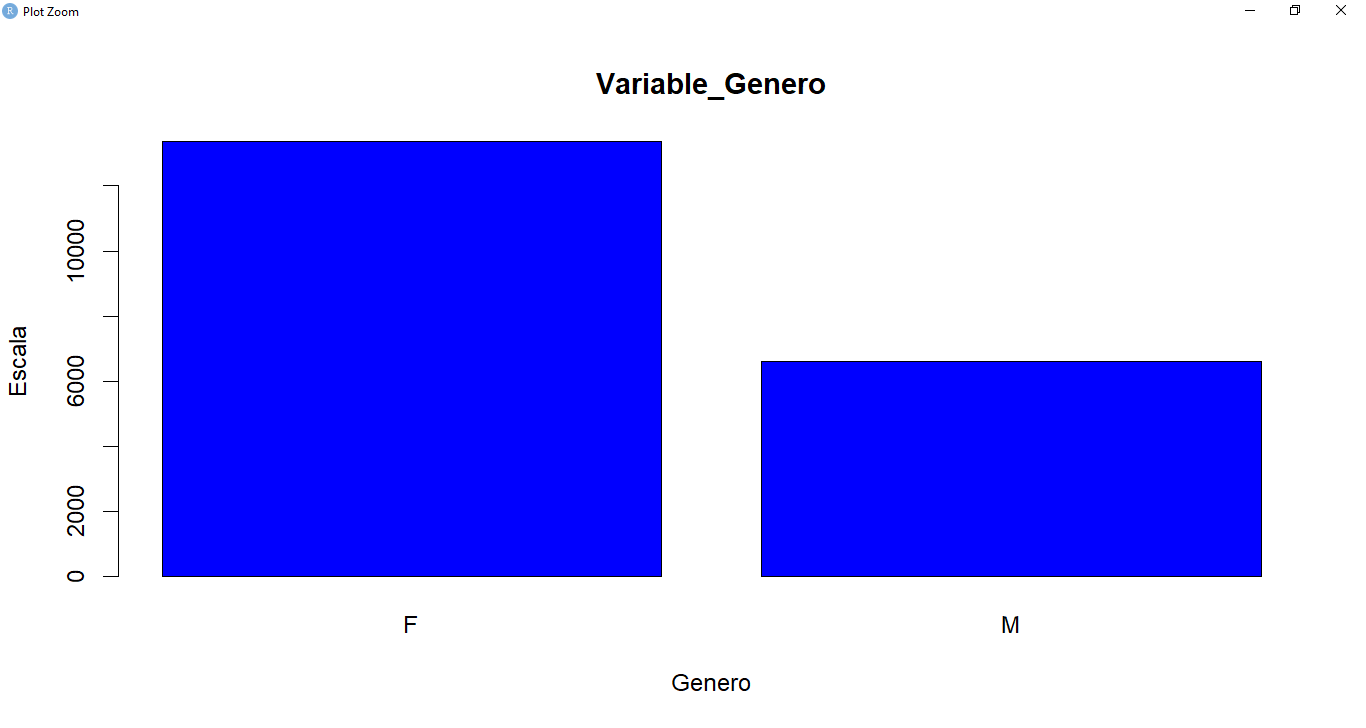 R Plot Zoom
Variable_Genero
Escala
10000
6000
2000
0
F
M
Genero